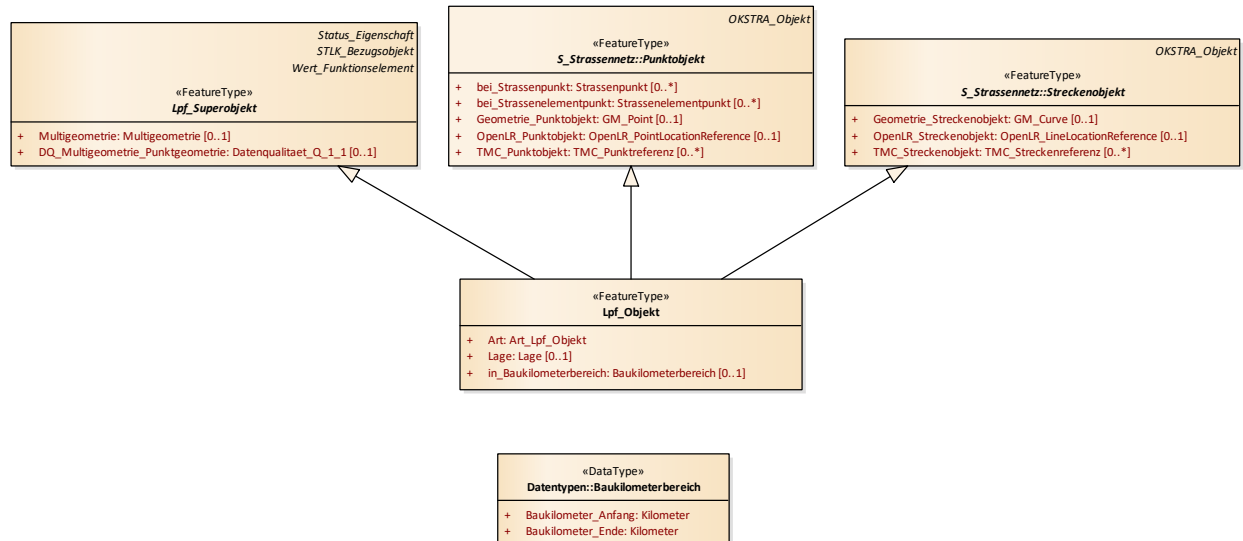 Status_Eigenschaft
STLK_Bezugsobjekt
Wert_Funktionselement
«FeatureType»
Lpf_Superobjekt
+ Multigeometrie: Multigeometrie [0..1]
+ DQ_Multigeometrie_Punktgeometrie: Datenqualitaet_Q_1_1 [0..1]
OKSTRA_Objekt
«FeatureType»
S_Strassennetz::Punktobjekt
+ bei_Strassenpunkt: Strassenpunkt [0..*]
+ bei_Strassenelementpunkt: Strassenelementpunkt [0..*]
+ Geometrie_Punktobjekt: GM_Point [0..1]
+ OpenLR_Punktobjekt: OpenLR_PointLocationReference [0..1]
+ TMC_Punktobjekt: TMC_Punktreferenz [0..*]
OKSTRA_Objekt
«FeatureType»
S_Strassennetz::Streckenobjekt
+ Geometrie_Streckenobjekt: GM_Curve [0..1]
+ OpenLR_Streckenobjekt: OpenLR_LineLocationReference [0..1]
+ TMC_Streckenobjekt: TMC_Streckenreferenz [0..*]
«FeatureType»
Lpf_Objekt
+ Art: Art_Lpf_Objekt
+ Lage: Lage [0..1]
+ in_Baukilometerbereich: Baukilometerbereich [0..1]
«DataType»
Datentypen::Baukilometerbereich
+ Baukilometer_Anfang: Kilometer
+ Baukilometer_Ende: Kilometer